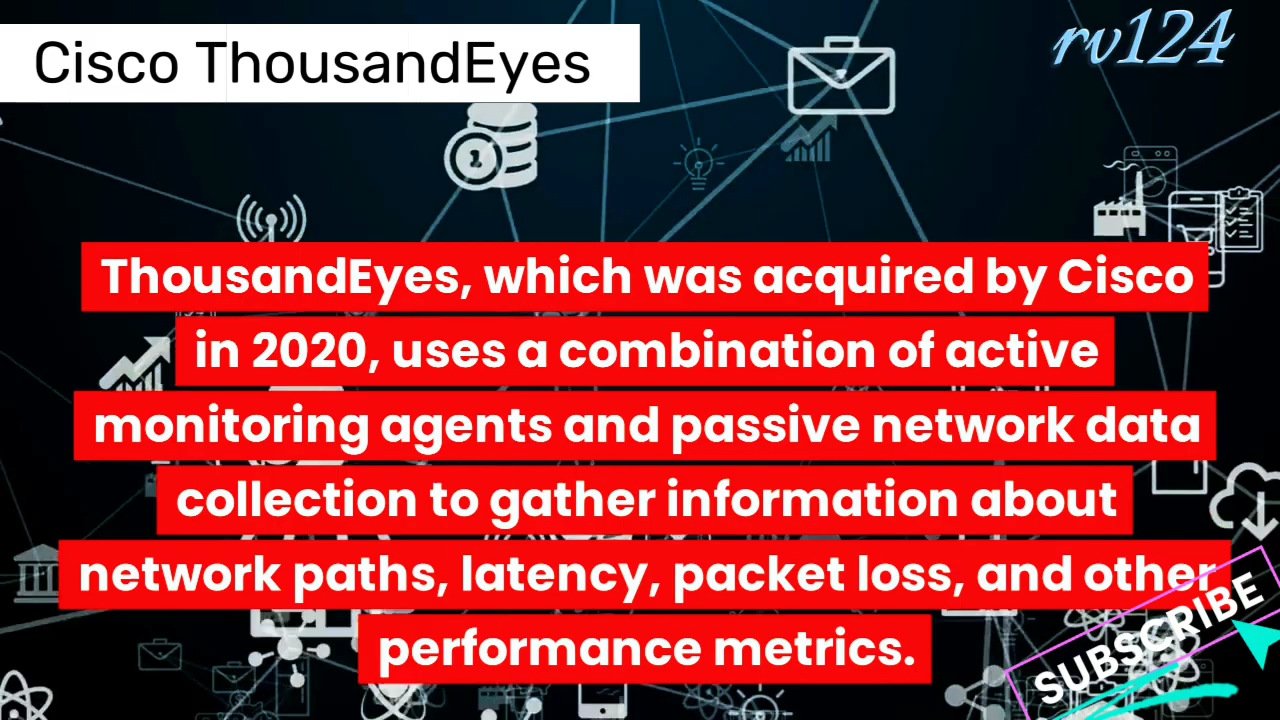 Cisco ThousandEyes
rv124
ThousandEyes, which was acquired by Cisco
in 2020, uses a combination of active
monitoring agents and passive network data
collection to gather information about
network paths, latency, packet loss, and other
performance metrics.
SUBSCRIBE